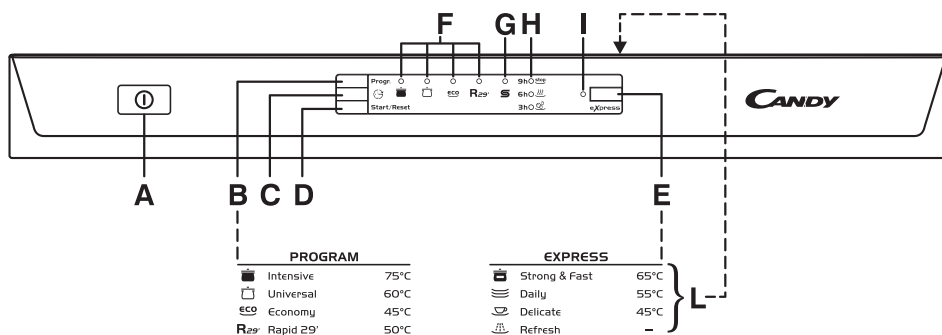 F G H I
Progr. 9h stop
eco R29' S 6h
Start/Reset 3h eXpress
CANDY
A B C D E
PROGRAM
Intensive 75°C
Universal 60°C
eco Economy 45°C
R29' Rapid 29' 50°C
EXPRESS
Strong & Fast 65°C
Daily 55°C
Delicate 45°C
Refresh –
L